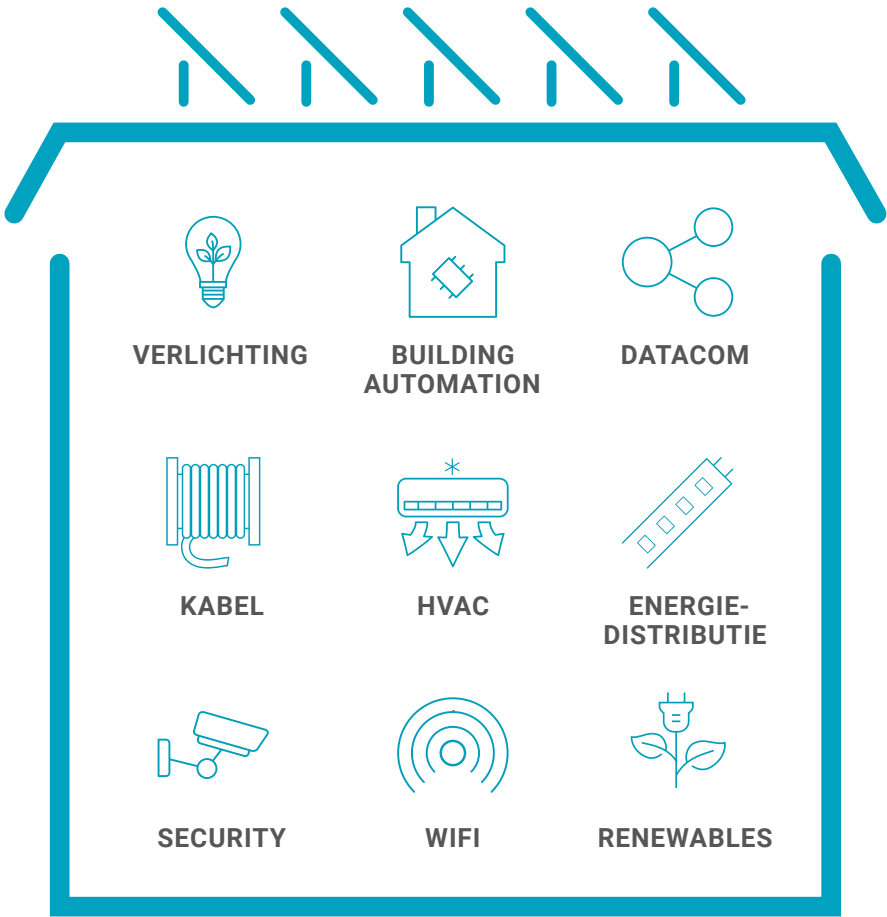 VERLICHTING
BUILDING
AUTOMATION
DATACOM
KABEL
HVAC
ENERGIE-
DISTRIBUTIE
SECURITY
WIFI
RENEWABLES